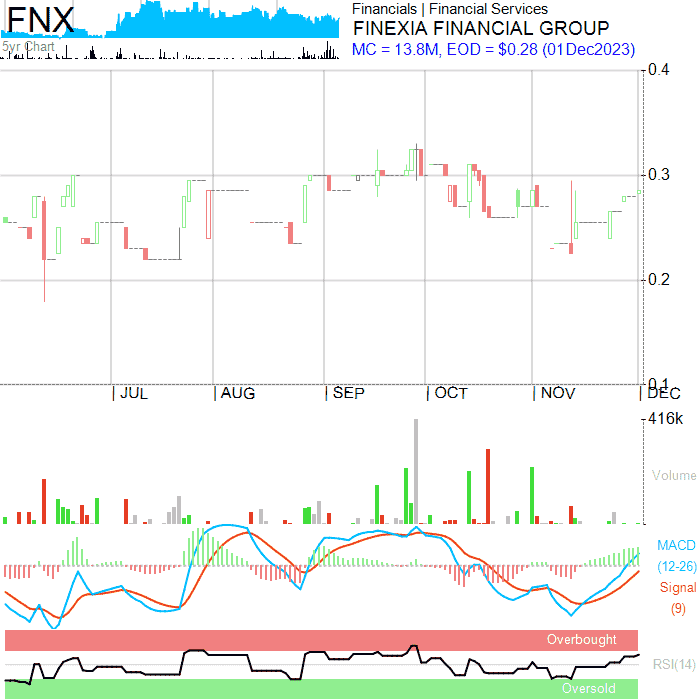 FNX
5yr Chart
Financials | Financial Services
FINEXIA FINANCIAL GROUP
MC = 13.8M, EOD = $0.28 (01Dec2023)
0.4
0.3
0.2
0.1
| JUL | AUG | SEP | OCT | NOV | DEC
416k
Volume
MACD
(12-26)
Signal
(9)
Overbought
RSI(14)
Oversold